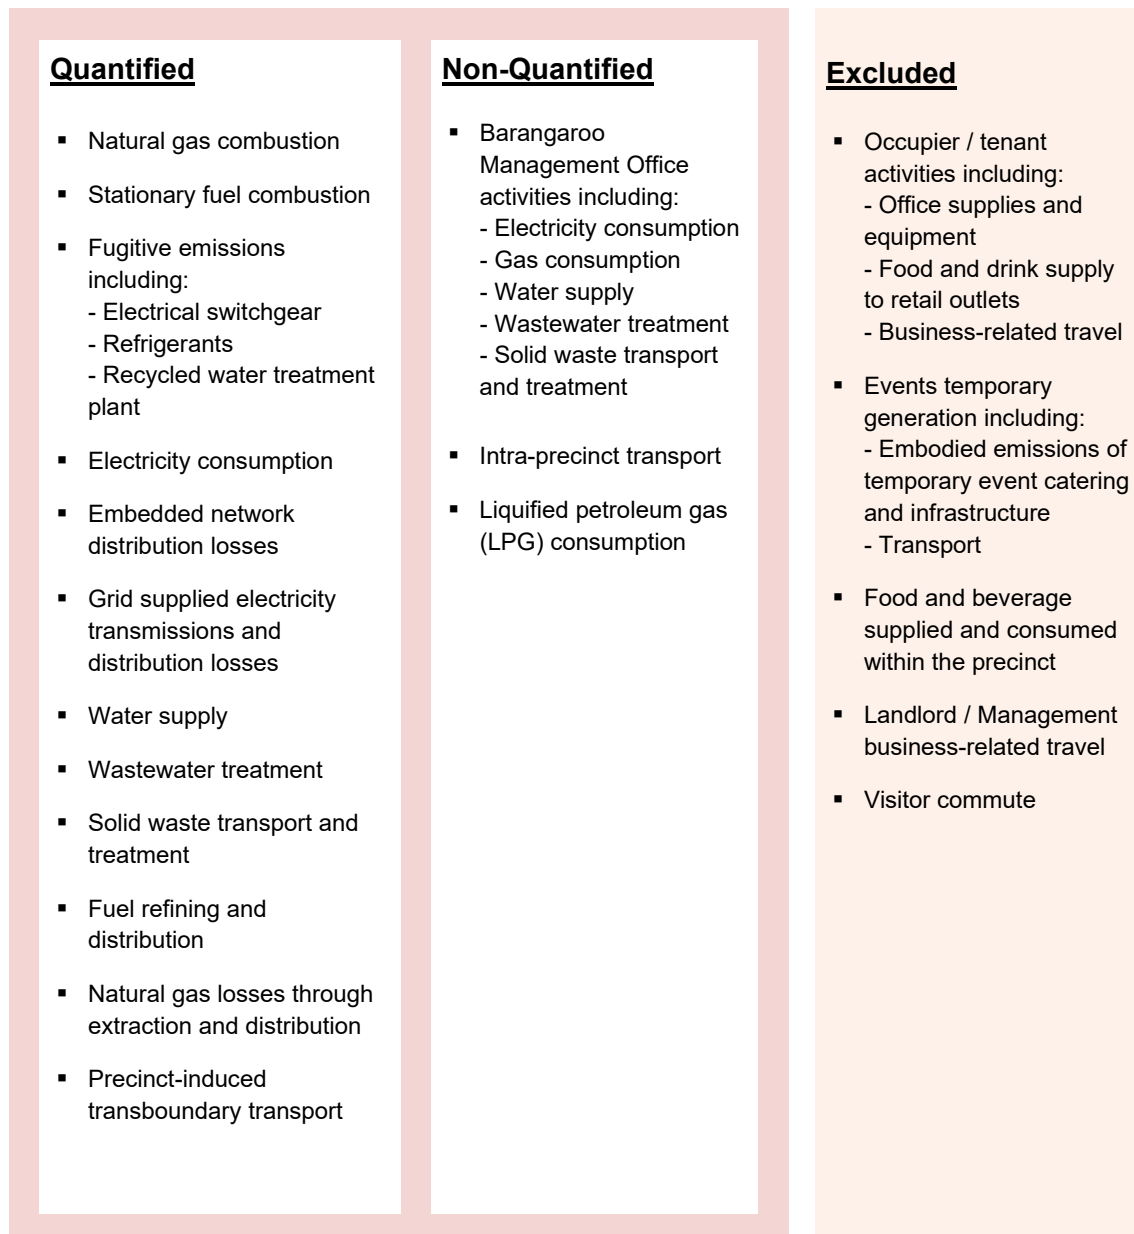 Quantified
▪ Natural gas combustion
▪ Stationary fuel combustion
▪ Fugitive emissions
including:
- Electrical switchgear
- Refrigerants
- Recycled water treatment
plant
▪ Electricity consumption
▪ Embedded network
distribution losses
▪ Grid supplied electricity
transmissions and
distribution losses
▪ Water supply
▪ Wastewater treatment
▪ Solid waste transport and
treatment
▪ Fuel refining and
distribution
▪ Natural gas losses through
extraction and distribution
▪ Precinct-induced
transboundary transport
Non-Quantified
▪ Barangaroo
Management Office
activities including:
- Electricity consumption
- Gas consumption
- Water supply
- Wastewater treatment
- Solid waste transport
and treatment
▪ Intra-precinct transport
▪ Liquified petroleum gas
(LPG) consumption
Excluded
▪ Occupier / tenant
activities including:
- Office supplies and
equipment
- Food and drink supply
to retail outlets
- Business-related travel
▪ Events temporary
generation including:
- Embodied emissions of
temporary event catering
and infrastructure
- Transport
▪ Food and beverage
supplied and consumed
within the precinct
▪ Landlord / Management
business-related travel
▪ Visitor commute